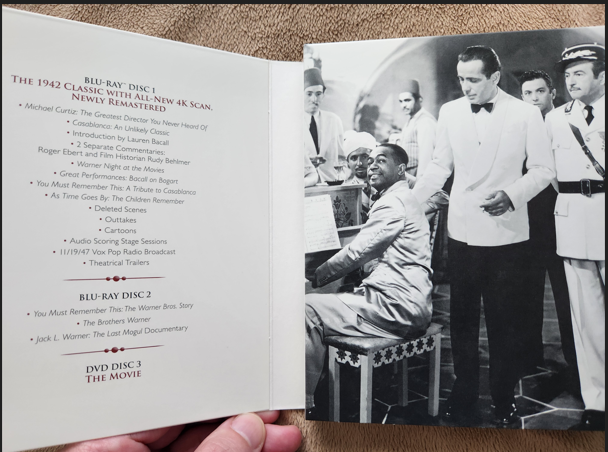 BLU-RAY™ DISC 1
THE 1942 CLASSIC WITH ALL-NEW 4K SCAN,
NEWLY REMASTERED
• Michael Curtiz: The Greatest Director You Never Heard Of
• Casablanca: An Unlikely Classic
• Introduction by Lauren Bacall
• 2 Separate Commentaries:
Roger Ebert and Film Historian Rudy Behlmer
• Warner Night at the Movies
• Great Performances: Bacall on Bogart
• You Must Remember This: A Tribute to Casablanca
• As Time Goes By: The Children Remember
• Deleted Scenes
• Outtakes
• Cartoons
• Audio Scoring Stage Sessions
• 11/19/47 Vox Pop Radio Broadcast
• Theatrical Trailers
BLU-RAY DISC 2
• You Must Remember This: The Warner Bros. Story
• The Brothers Warner
• Jack L. Warner: The Last Mogul Documentary
DVD DISC 3
THE MOVIE